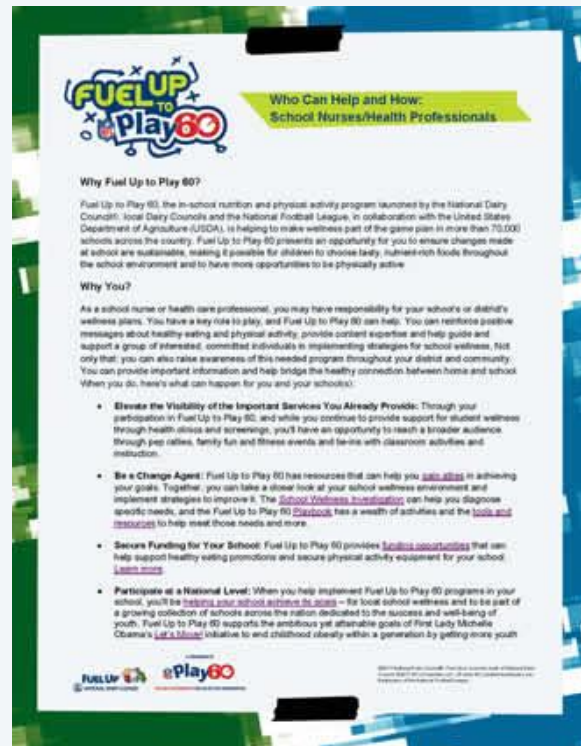 FUEL UP
TO
Play 60
Who Can Help and How:
School Nurses/Health Professionals
Why Fuel Up to Play 60?
Fuel Up to Play 60, the in-school nutrition and physical activity program launched by the National Dairy
Council®, local Dairy Councils and the National Football League, in collaboration with the United States
Department of Agriculture (USDA), is helping to make wellness part of the game plan in more than 70,000
schools across the country. Fuel Up to Play 60 presents an opportunity for you to ensure changes made
at school are sustainable, making it possible for children to choose tasty, nutrient-rich foods throughout
the school environment and to have more opportunities to be physically active
Why You?
As a school nurse or health care professional, you may have responsibility for your school's or district's
wellness plans. You have a key role to play, and Fuel Up to Play 60 can help. You can reinforce positive
messages about healthy eating and physical activity, provide content expertise and help guide and
support a group of interested, committed individuals in implementing strategies for school wellness. Not
only that: you can also raise awareness of this needed program throughout your district and community.
You can provide important information and help bridge the healthy connection between home and school.
When you do, here's what can happen for you and your school(s):
• Elevate the Visibility of the Important Services You Already Provide: Through your
participation in Fuel Up to Play 60, and while you continue to provide support for student wellness
through health clinics and screenings, you'll have an opportunity to reach a broader audience
through pep rallies, family fun and fitness events and tie-ins with classroom activities and
instruction.
• Be a Change Agent: Fuel Up to Play 60 has resources that can help you gain allies in achieving
your goals. Together, you can take a closer look at your school wellness environment and
implement strategies to improve it. The School Wellness Investigation can help you diagnose
specific needs, and the Fuel Up to Play 60 Playbook has a wealth of activities and the tools and
resources to help meet those needs and more.
• Secure Funding for Your School: Fuel Up to Play 60 provides funding opportunities that can
help support healthy eating promotions and secure physical activity equipment for your school.
Learn more.
• Participate at a National Level: When you help implement Fuel Up to Play 60 programs in your
school, you'll be helping your school achieve its goals – for local school wellness and to be part of
a growing collection of schools across the nation dedicated to the success and well-being of
youth. Fuel Up to Play 60 supports the ambitious yet attainable goals of First Lady Michelle
Obama's Let's Move! initiative to end childhood obesity within a generation by getting more youth
FUEL UP
Play 60